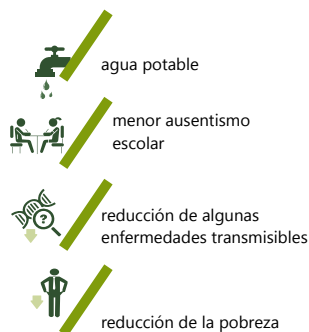 agua potable
menor ausentismo
escolar
?
reducción de algunas
enfermedades transmisibles
reducción de la pobreza